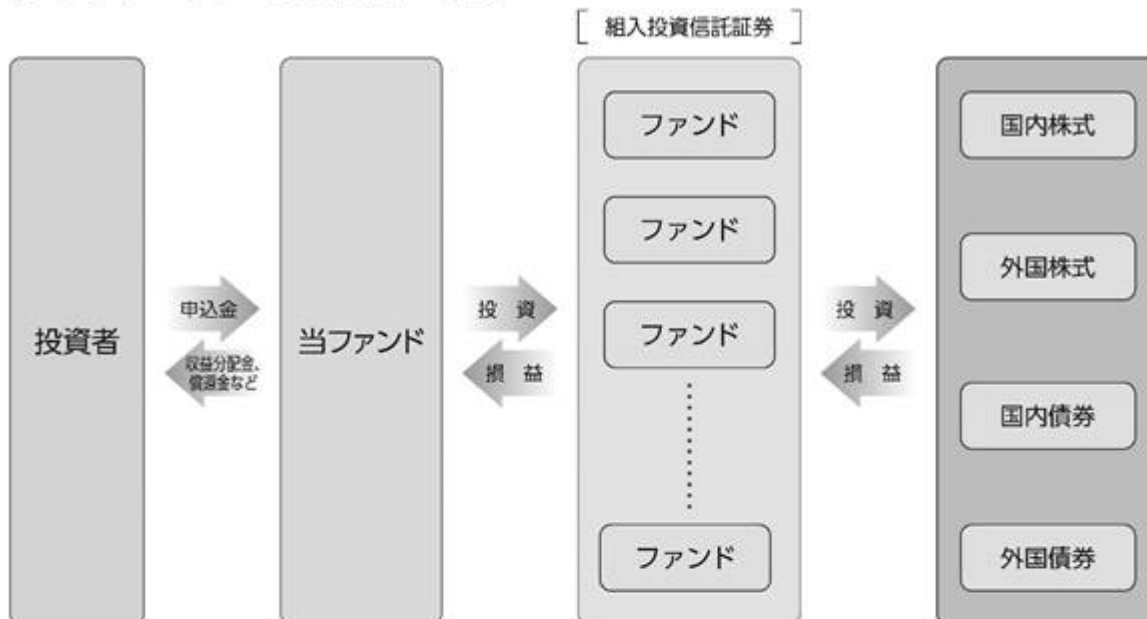 組入投資信託証券
投資者
申込金
収益分配金、
償還金など
当ファンド
投 資
損 益
ファンド
ファンド
ファンド
ファンド
投 資
損 益
国内株式
外国株式
国内債券
外国債券